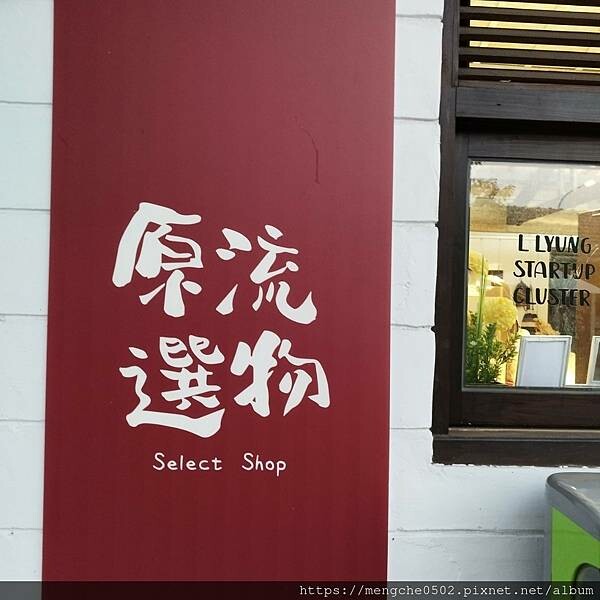 原流
選物
Select Shop
L LYUNG
STARTUP
CLUSTER
https://mengche0502.pixnet.net/album